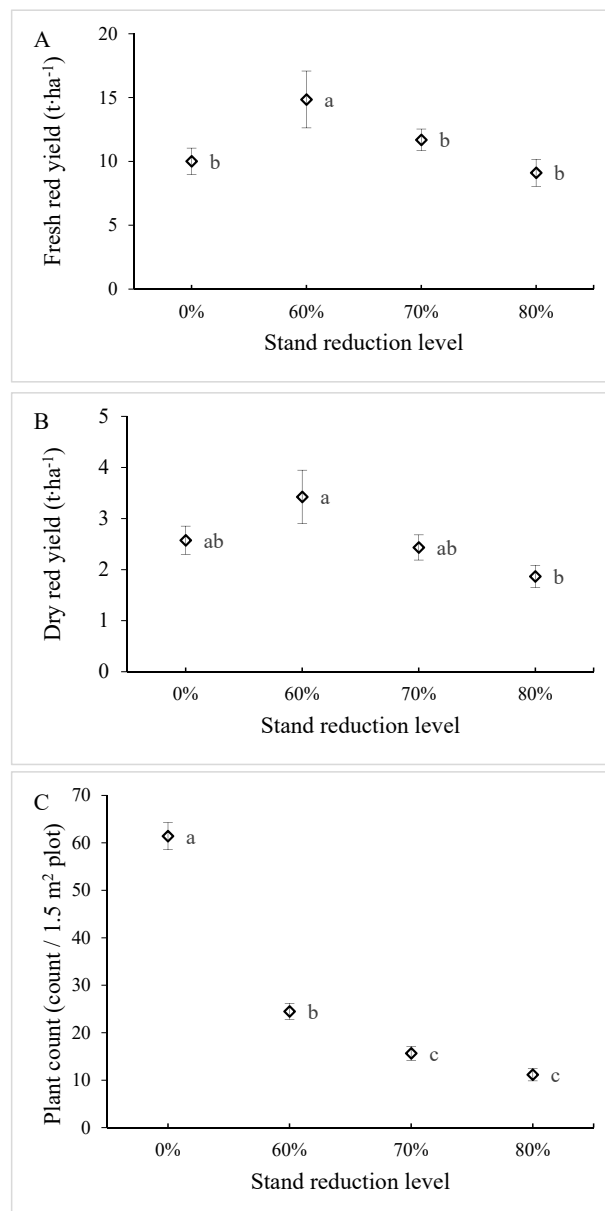 A
Fresh red yield (t·ha⁻¹)
20
15
10
5
0
b
a
b
b
0% 60% 70% 80%
Stand reduction level
B
Dry red yield (t·ha⁻¹)
5
4
3
2
1
0
ab
a
ab
b
0% 60% 70% 80%
Stand reduction level
C
Plant count (count / 1.5 m² plot)
70
60
50
40
30
20
10
0
a
b
c
c
0% 60% 70% 80%
Stand reduction level